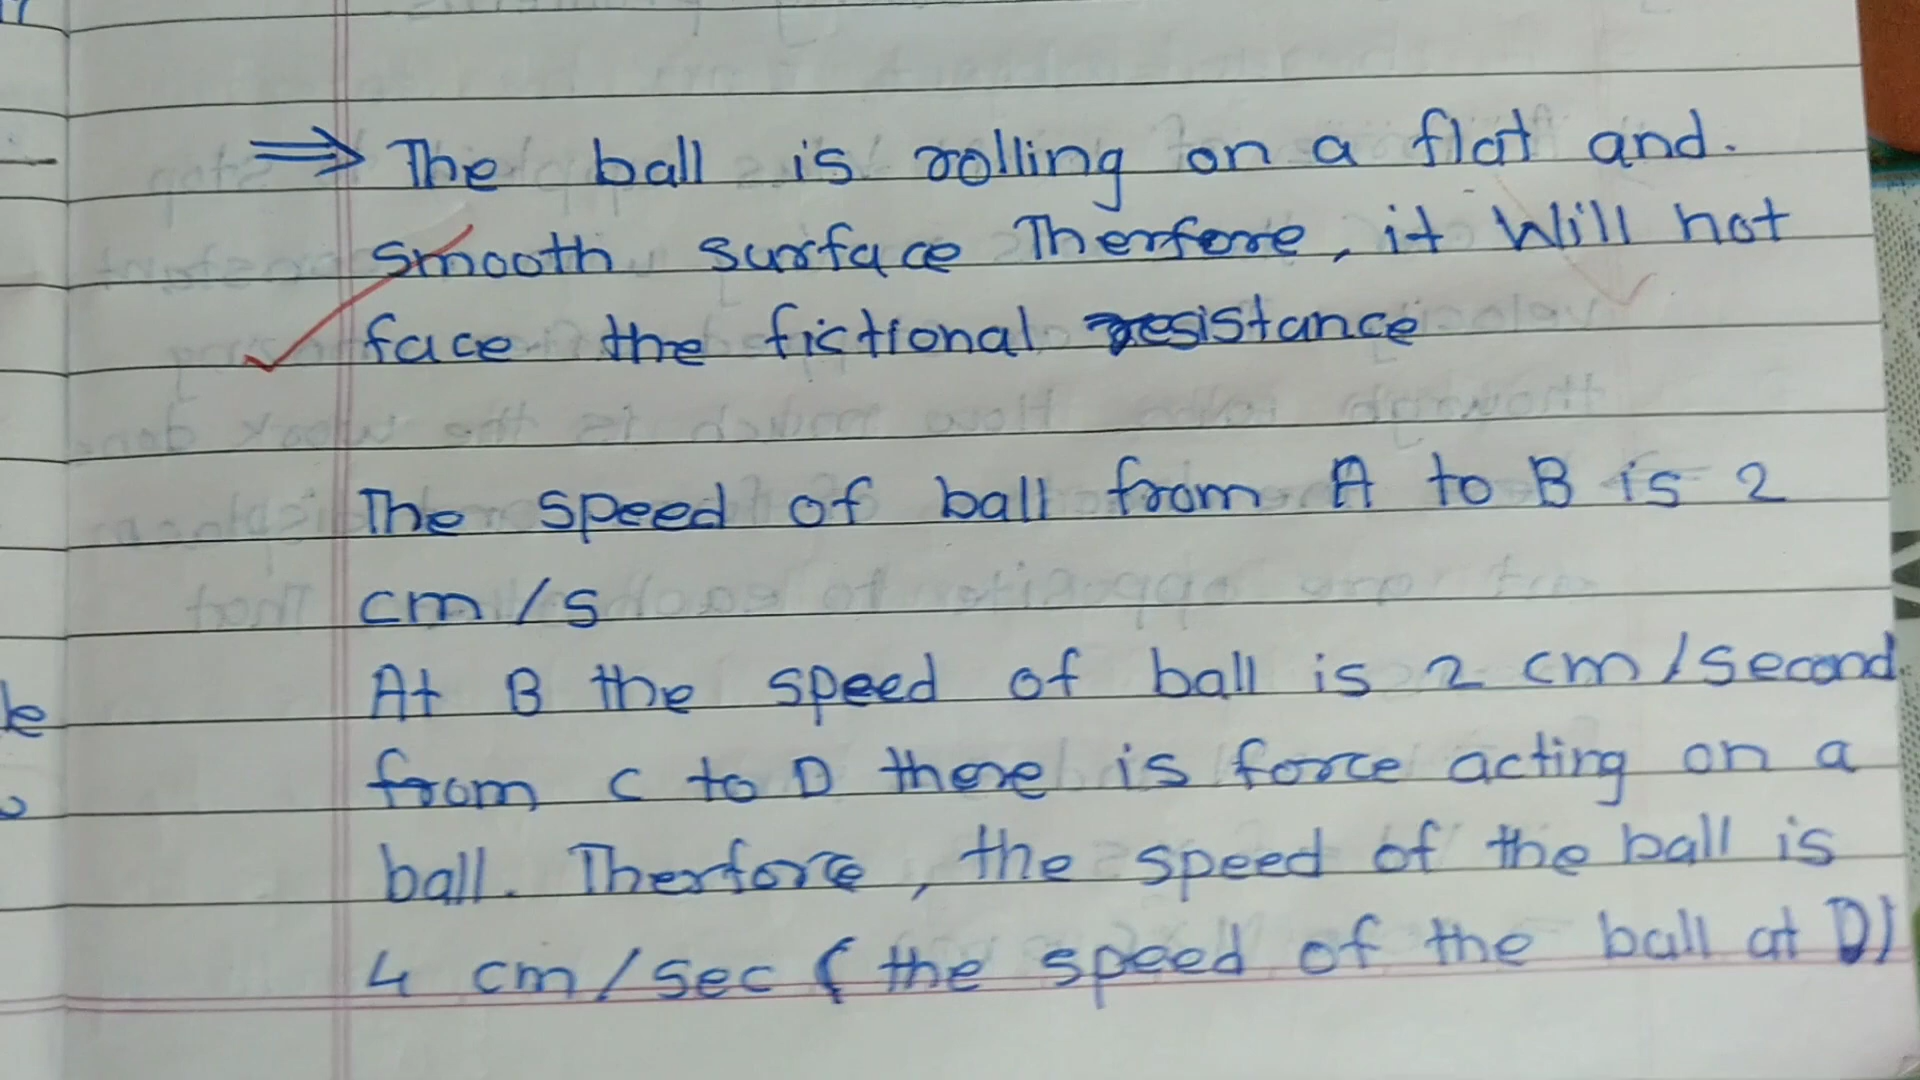 ⇒ The ball is rolling on a flat and.
smooth surface Therfore, it Will not
face the fictional resistance
The speed of ball from A to B is 2
cm/s
At B the speed of ball is 2 cm/second
from C to D there is force acting on a
ball. Therfore, the speed of the ball is
4 cm/sec (the speed of the ball at D)